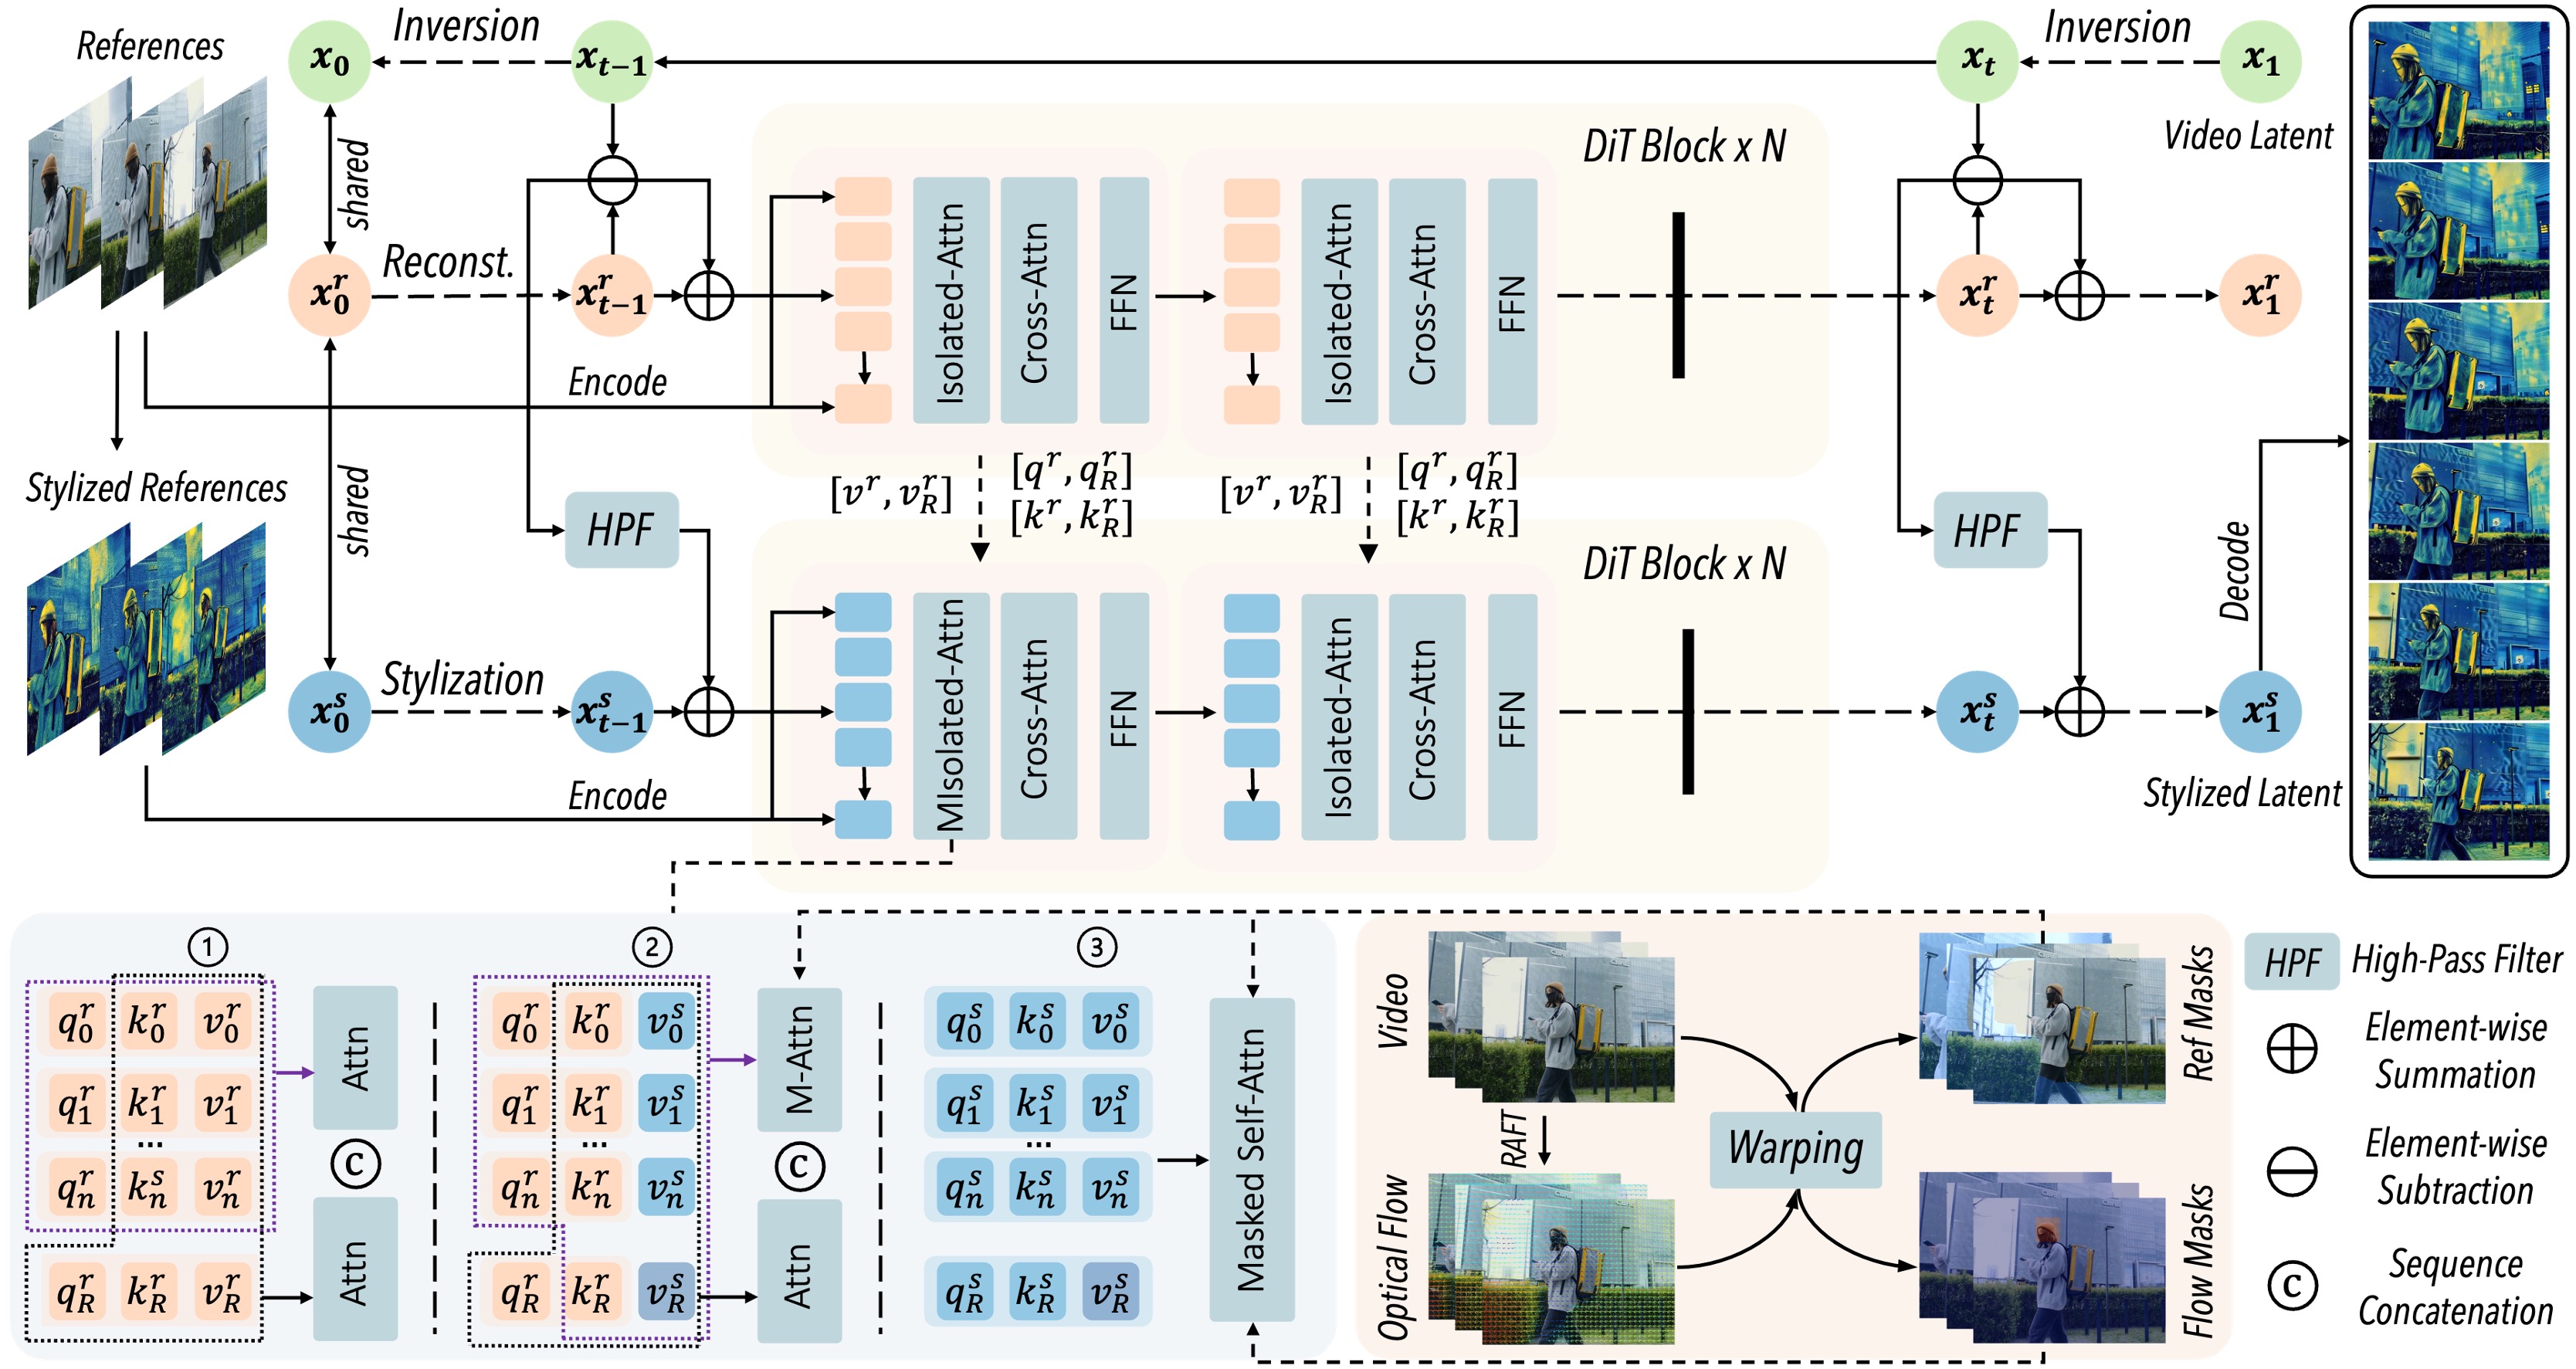 References
x_0
Inversion
x_{t-1}
x_t
Inversion
x_1
Video Latent
shared
DiT Block x N
x_0^r
Reconst.
x_{t-1}^r
Isolated-Attn
Cross-Attn
FFN
Isolated-Attn
Cross-Attn
FFN
x_t^r
x_1^r
Encode
[v^r, v_R^r]
[q^r, q_R^r]
[k^r, k_R^r]
[v^r, v_R^r]
[q^r, q_R^r]
[k^r, k_R^r]
Stylized References
shared
HPF
HPF
DiT Block x N
Decode
x_0^s
Stylization
x_{t-1}^s
MIsolated-Attn
Cross-Attn
FFN
Isolated-Attn
Cross-Attn
FFN
x_t^s
x_1^s
Encode
Stylized Latent
①
q_0^r k_0^r v_0^r
q_1^r k_1^r v_1^r
...
q_n^r k_n^s v_n^r
q_R^r k_R^r v_R^r
Attn
C
Attn
②
q_0^r k_0^r v_0^s
q_1^r k_1^r v_1^s
...
q_n^r k_n^r v_n^s
q_R^r k_R^r v_R^s
M-Attn
C
Attn
③
q_0^s k_0^s v_0^s
q_1^s k_1^s v_1^s
...
q_n^s k_n^s v_n^s
q_R^s k_R^s v_R^s
Masked Self-Attn
Video
RAFT
Optical Flow
Warping
Ref Masks
Flow Masks
HPF High-Pass Filter
Element-wise
Summation
Element-wise
Subtraction
C
Sequence
Concatenation